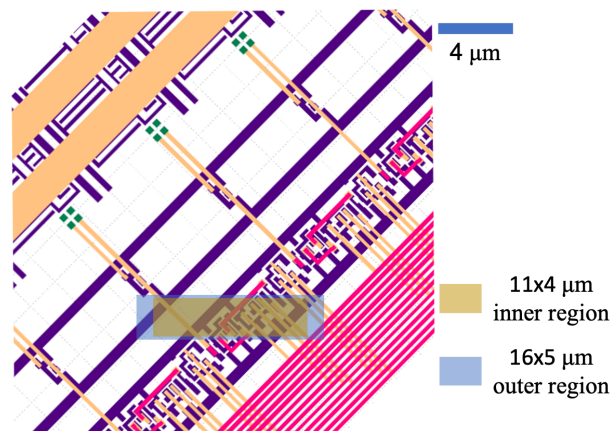 4 μm
11x4 μm
inner region
16x5 μm
outer region